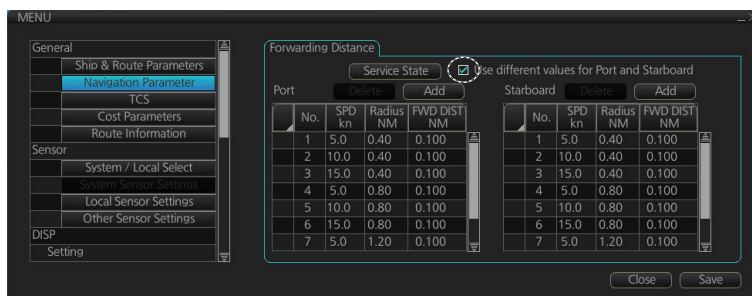 MENU
General
Ship & Route Parameters
Navigation Parameter
TCS
Cost Parameters
Route Information
Sensor
System / Local Select
System Sensor Settings
Local Sensor Settings
Other Sensor Settings
DISP
Setting
Forwarding Distance
Service State Use different values for Port and Starboard
Port Delete Add Starboard Delete Add
No. SPD kn Radius NM FWD DIST NM No. SPD kn Radius NM FWD DIST NM
1 5.0 0.40 0.100 1 5.0 0.40 0.100
2 10.0 0.40 0.100 2 10.0 0.40 0.100
3 15.0 0.40 0.100 3 15.0 0.40 0.100
4 5.0 0.80 0.100 4 5.0 0.80 0.100
5 10.0 0.80 0.100 5 10.0 0.80 0.100
6 15.0 0.80 0.100 6 15.0 0.80 0.100
7 5.0 1.20 0.100 7 5.0 1.20 0.100
Close Save